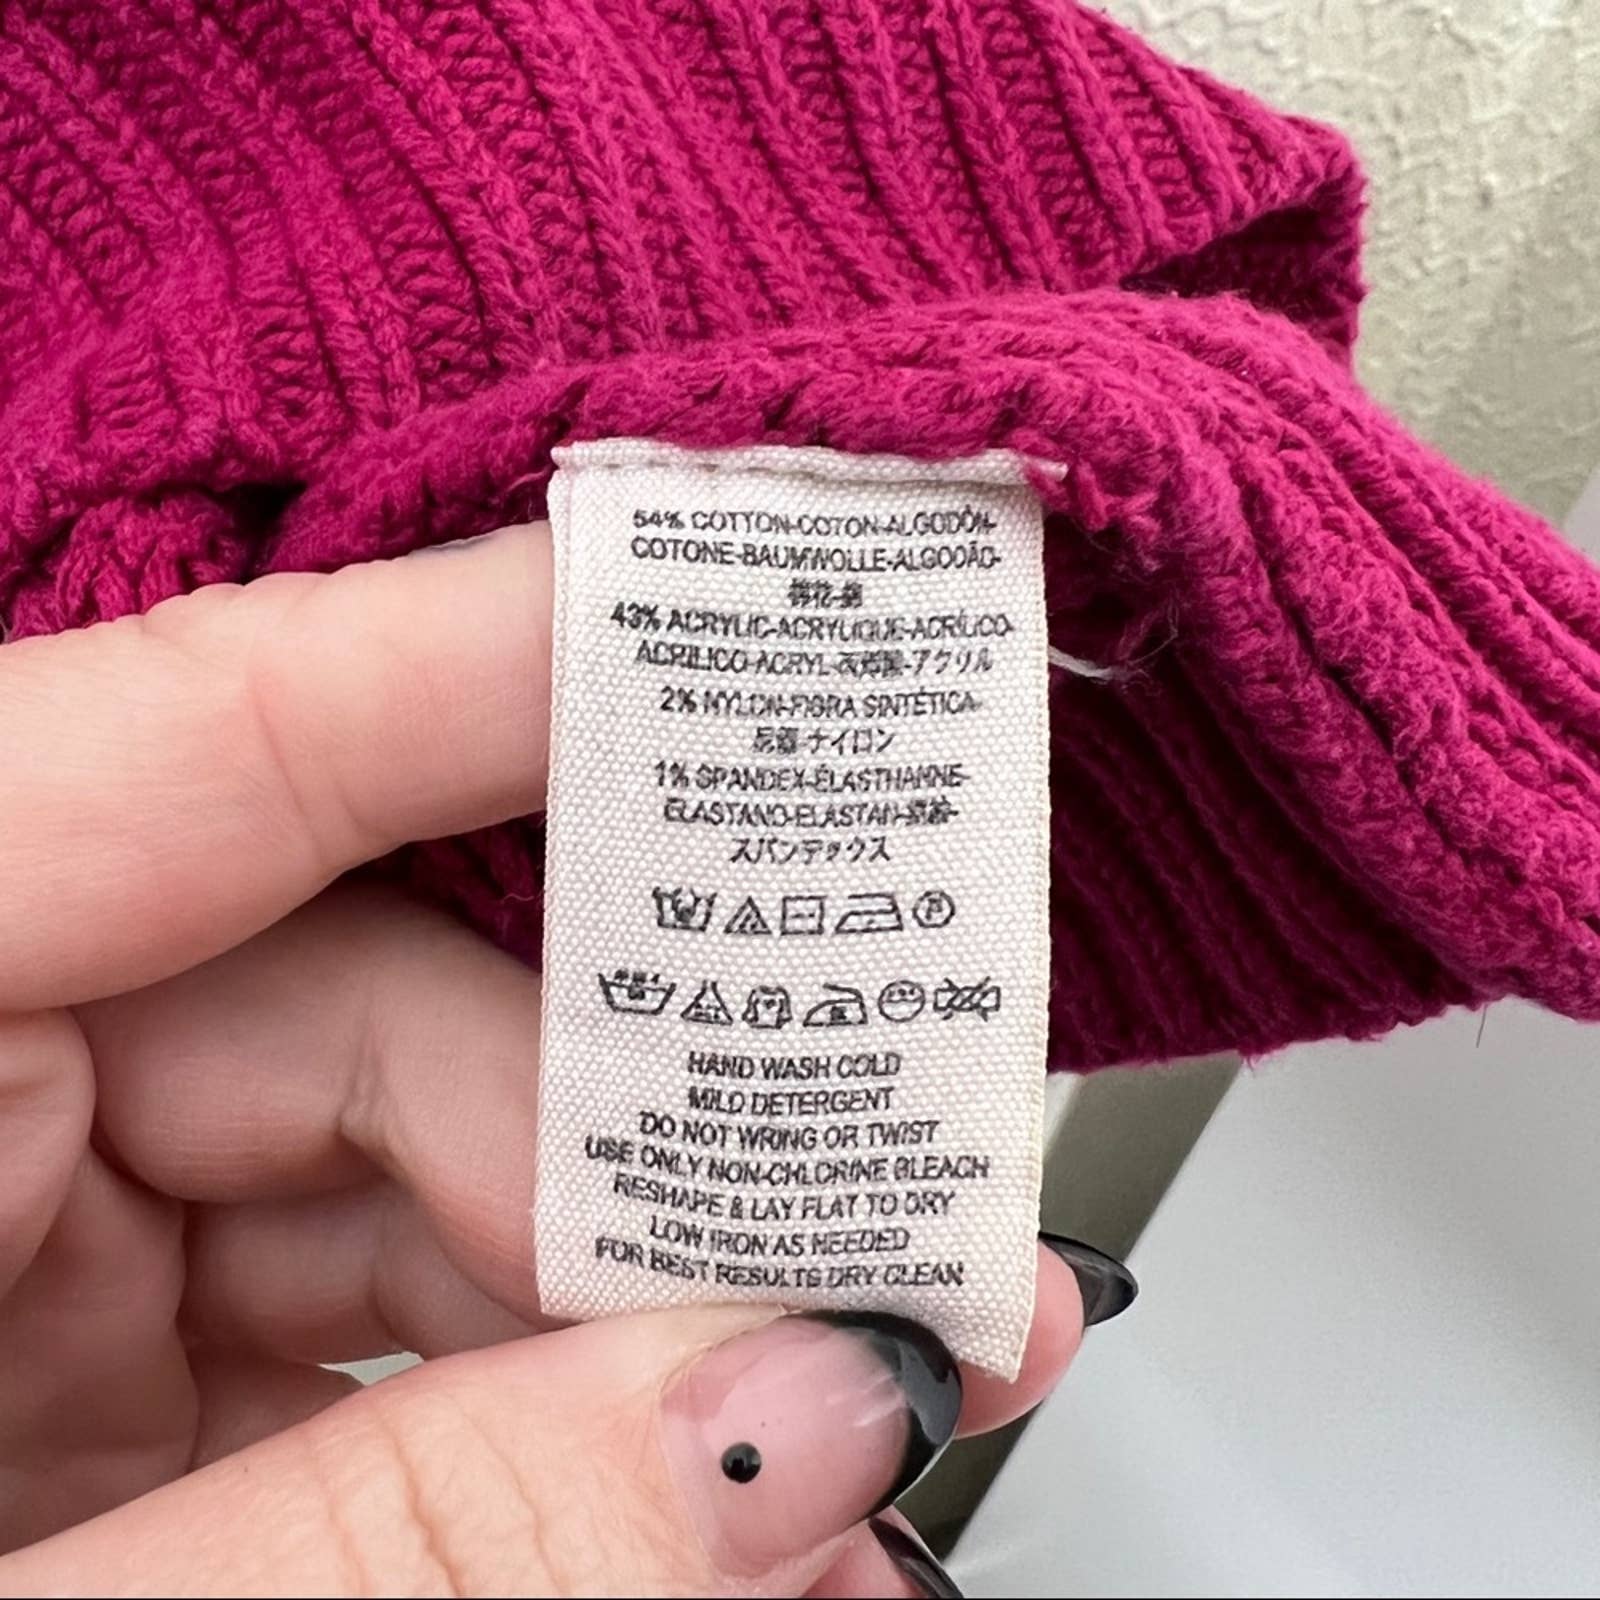 54% COTTON-COTON-ALGODÓN-
COTONE-BAUMWOLLE-ALGODÃO-
43% ACRYLIC-ACRYLIQUE-ACRÍLICO-
ACRILICO-ACRYL-アクリル
2% NYLON-FIBRA SINTÉTICA-
ナイロン
1% SPANDEX-ÉLASTHANNE-
ELASTANO-ELASTAN-
スパンデックス
HAND WASH COLD
MILD DETERGENT
DO NOT WRING OR TWIST
USE ONLY NON-CHLORINE BLEACH
RESHAPE & LAY FLAT TO DRY
LOW IRON AS NEEDED
FOR BEST RESULTS DRY CLEAN